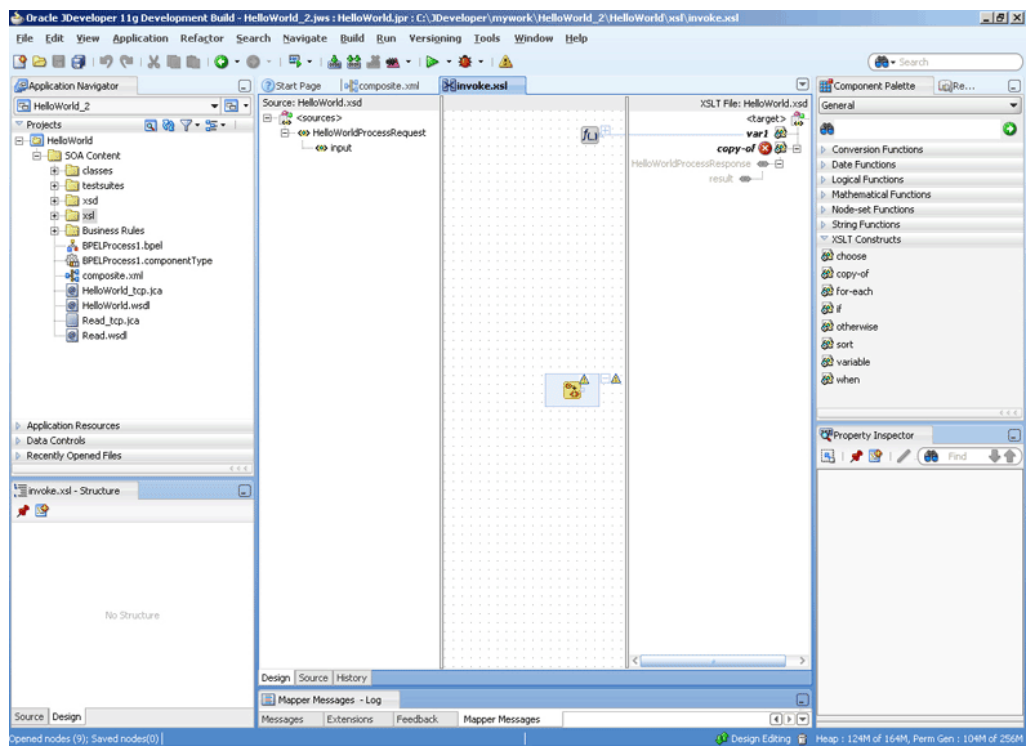 Oracle JDeveloper 11g Development Build - HelloWorld_2.jws : HelloWorld.jpr : C:\JDeveloper\mywork\HelloWorld_2\HelloWorld\xsl\invoke.xsl
File Edit View Application Refactor Search Navigate Build Run Versioning Tools Window Help
Search
Application Navigator
HelloWorld_2
Projects
HelloWorld
SOA Content
classes
testsuites
xsd
xsl
Business Rules
BPELProcess1.bpel
BPELProcess1.componentType
composite.xml
HelloWorld_tcp.jca
HelloWorld.wsdl
Read_tcp.jca
Read.wsdl
Application Resources
Data Controls
Recently Opened Files
invoke.xsl - Structure
No Structure
Source Design
Start Page composite.xml invoke.xsl
Source: HelloWorld.xsd
<sources>
HelloWorldProcessRequest
input
XSLT File: HelloWorld.xsd
<target>
var1
copy-of
HelloWorldProcessResponse
result
Design Source History
Mapper Messages - Log
Messages Extensions Feedback Mapper Messages
Component Palette Re...
General
Conversion Functions
Date Functions
Logical Functions
Mathematical Functions
Node-set Functions
String Functions
XSLT Constructs
choose
copy-of
for-each
if
otherwise
sort
variable
when
Property Inspector
Find
Opened nodes (9); Saved nodes(0)
Design Editing
Heap : 124M of 164M, Perm Gen : 104M of 256M